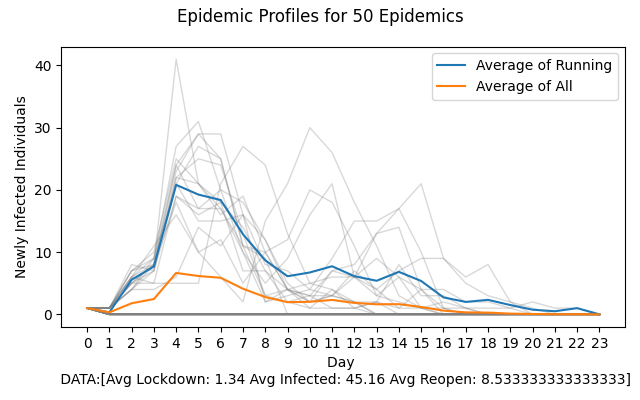 Epidemic Profiles for 50 Epidemics
Average of Running
Average of All
Newly Infected Individuals
40
30
20
10
0
0 1 2 3 4 5 6 7 8 9 10 11 12 13 14 15 16 17 18 19 20 21 22 23
Day
DATA:[Avg Lockdown: 1.34 Avg Infected: 45.16 Avg Reopen: 8.533333333333333]